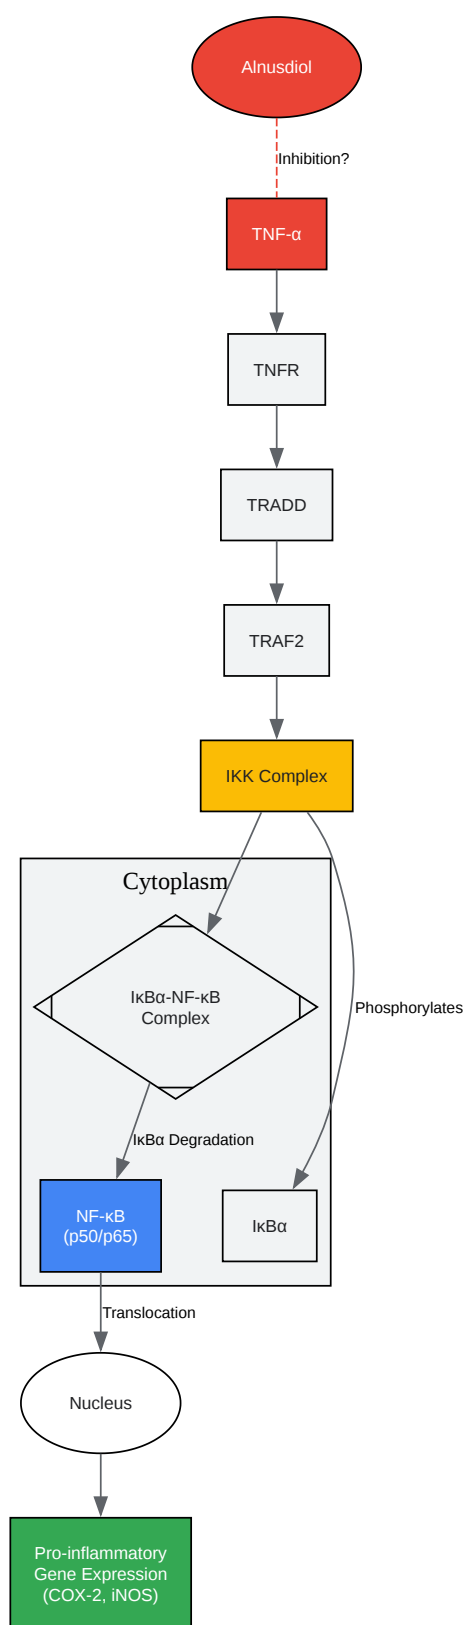 Alnusdiol
Inhibition?
TNF-α
TNFR
TRADD
TRAF2
IKK Complex
Cytoplasm
IκBα-NF-κB
Complex
Phosphorylates
IκBα Degradation
NF-κB
(p50/p65)
IκBα
Translocation
Nucleus
Pro-inflammatory
Gene Expression
(COX-2, iNOS)